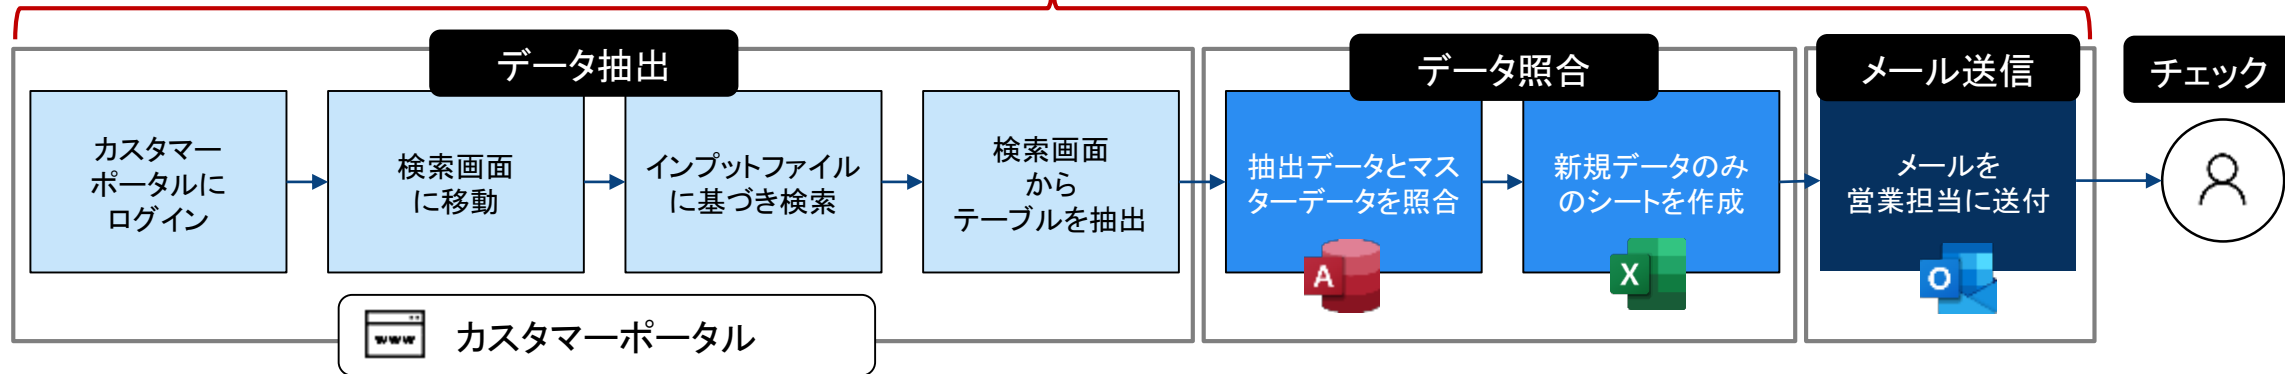 データ抽出
データ照合
メール送信
チェック
カスタマー
ポータルに
ログイン
検索画面
に移動
インプットファイル
に基づき検索
検索画面
から
テーブルを抽出
抽出データとマス
ターデータを照合
新規データのみ
のシートを作成
メールを
営業担当に送付
A
X
O
www
カスタマーポータル